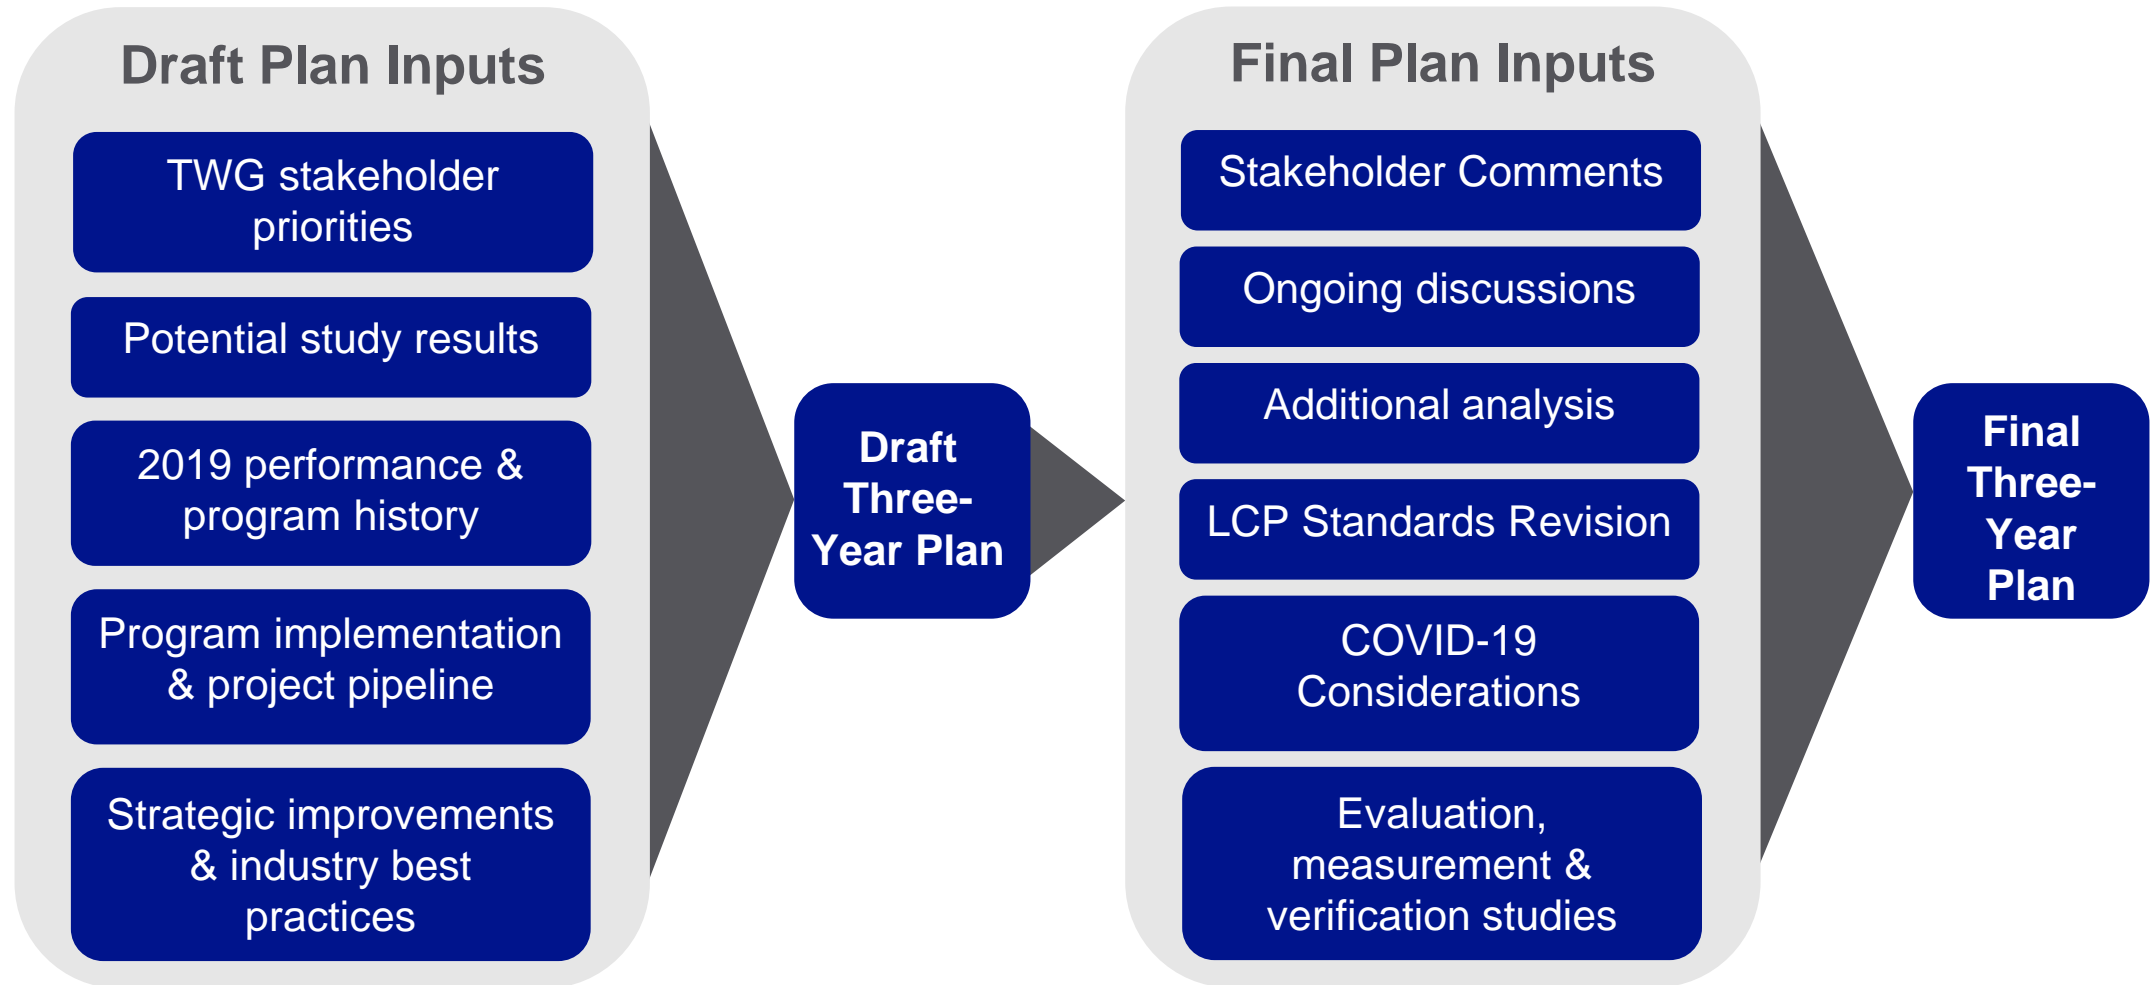 Draft Plan Inputs
TWG stakeholder
priorities
Potential study results
2019 performance &
program history
Program implementation
& project pipeline
Strategic improvements
& industry best
practices
Draft
Three-
Year Plan
Final Plan Inputs
Stakeholder Comments
Ongoing discussions
Additional analysis
LCP Standards Revision
COVID-19
Considerations
Evaluation,
measurement &
verification studies
Final
Three-
Year
Plan